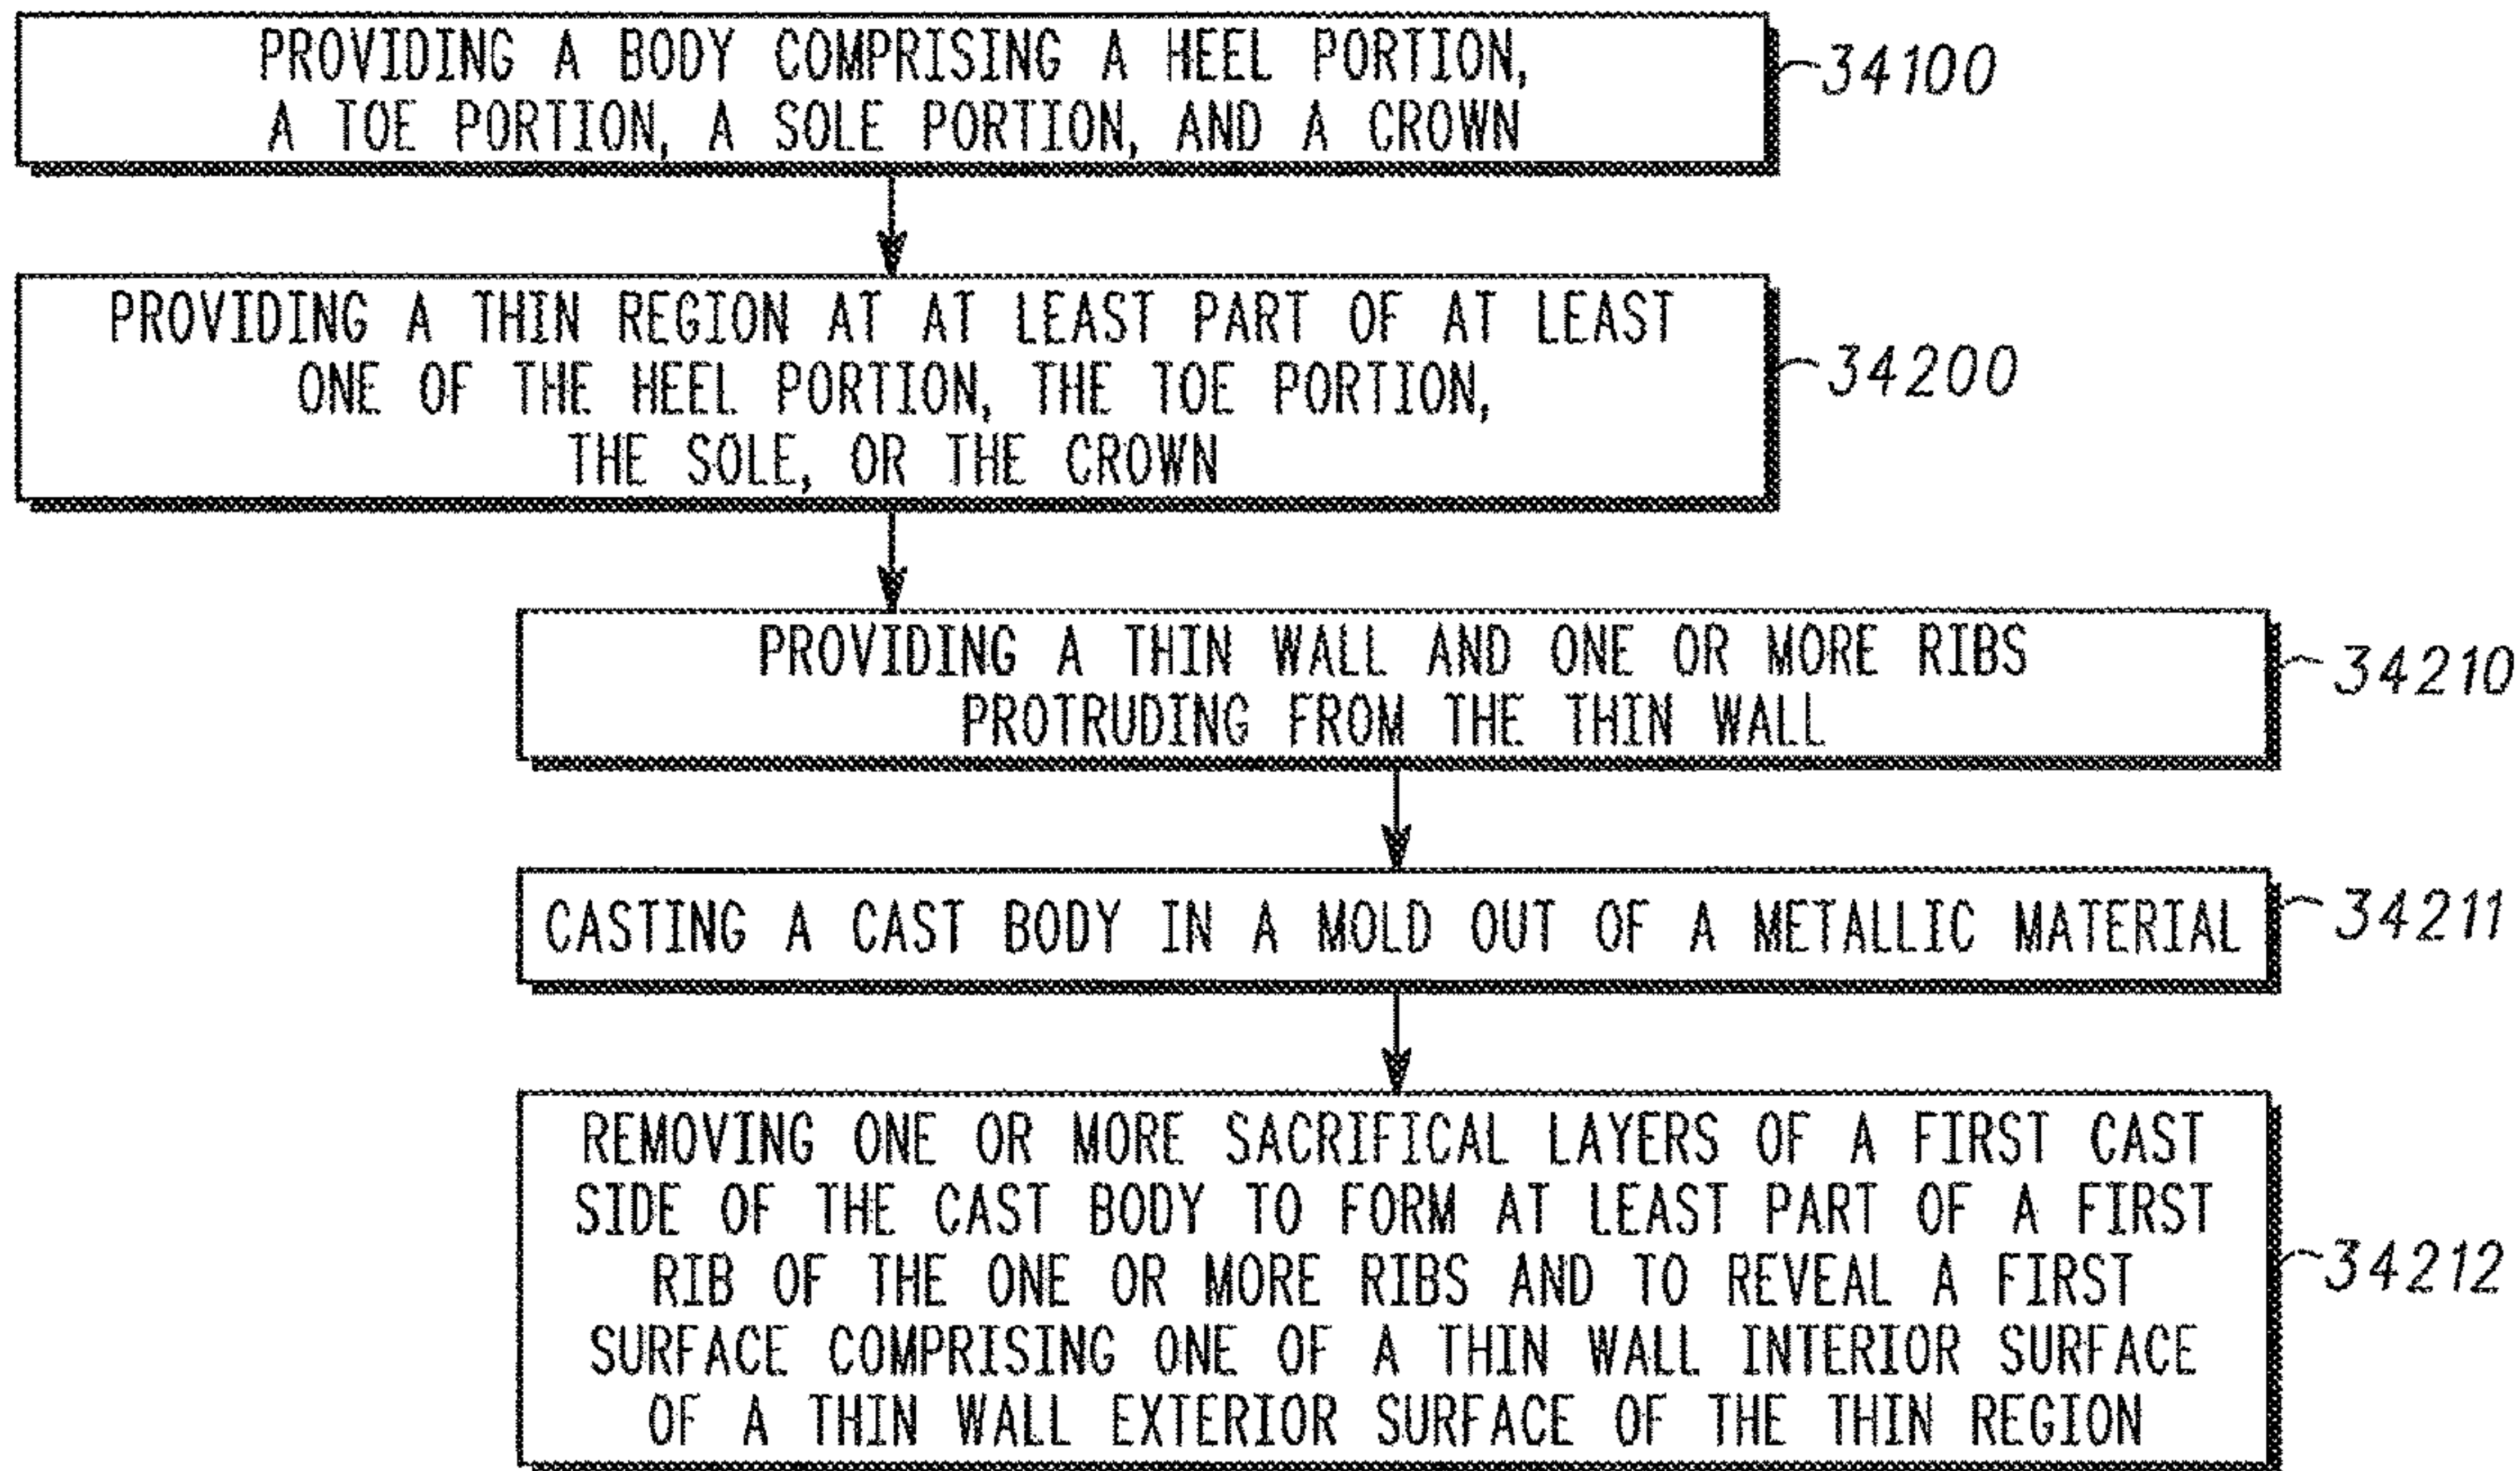 PROVIDING A BODY COMPRISING A HEEL PORTION,
A TOE PORTION, A SOLE PORTION, AND A CROWN
34100
PROVIDING A THIN REGION AT AT LEAST PART OF AT LEAST
ONE OF THE HEEL PORTION, THE TOE PORTION,
THE SOLE, OR THE CROWN
34200
PROVIDING A THIN WALL AND ONE OR MORE RIBS
PROTRUDING FROM THE THIN WALL
34210
CASTING A CAST BODY IN A MOLD OUT OF A METALLIC MATERIAL
34211
REMOVING ONE OR MORE SACRIFICAL LAYERS OF A FIRST CAST
SIDE OF THE CAST BODY TO FORM AT LEAST PART OF A FIRST
RIB OF THE ONE OR MORE RIBS AND TO REVEAL A FIRST
SURFACE COMPRISING ONE OF A THIN WALL INTERIOR SURFACE
OF A THIN WALL EXTERIOR SURFACE OF THE THIN REGION
34212